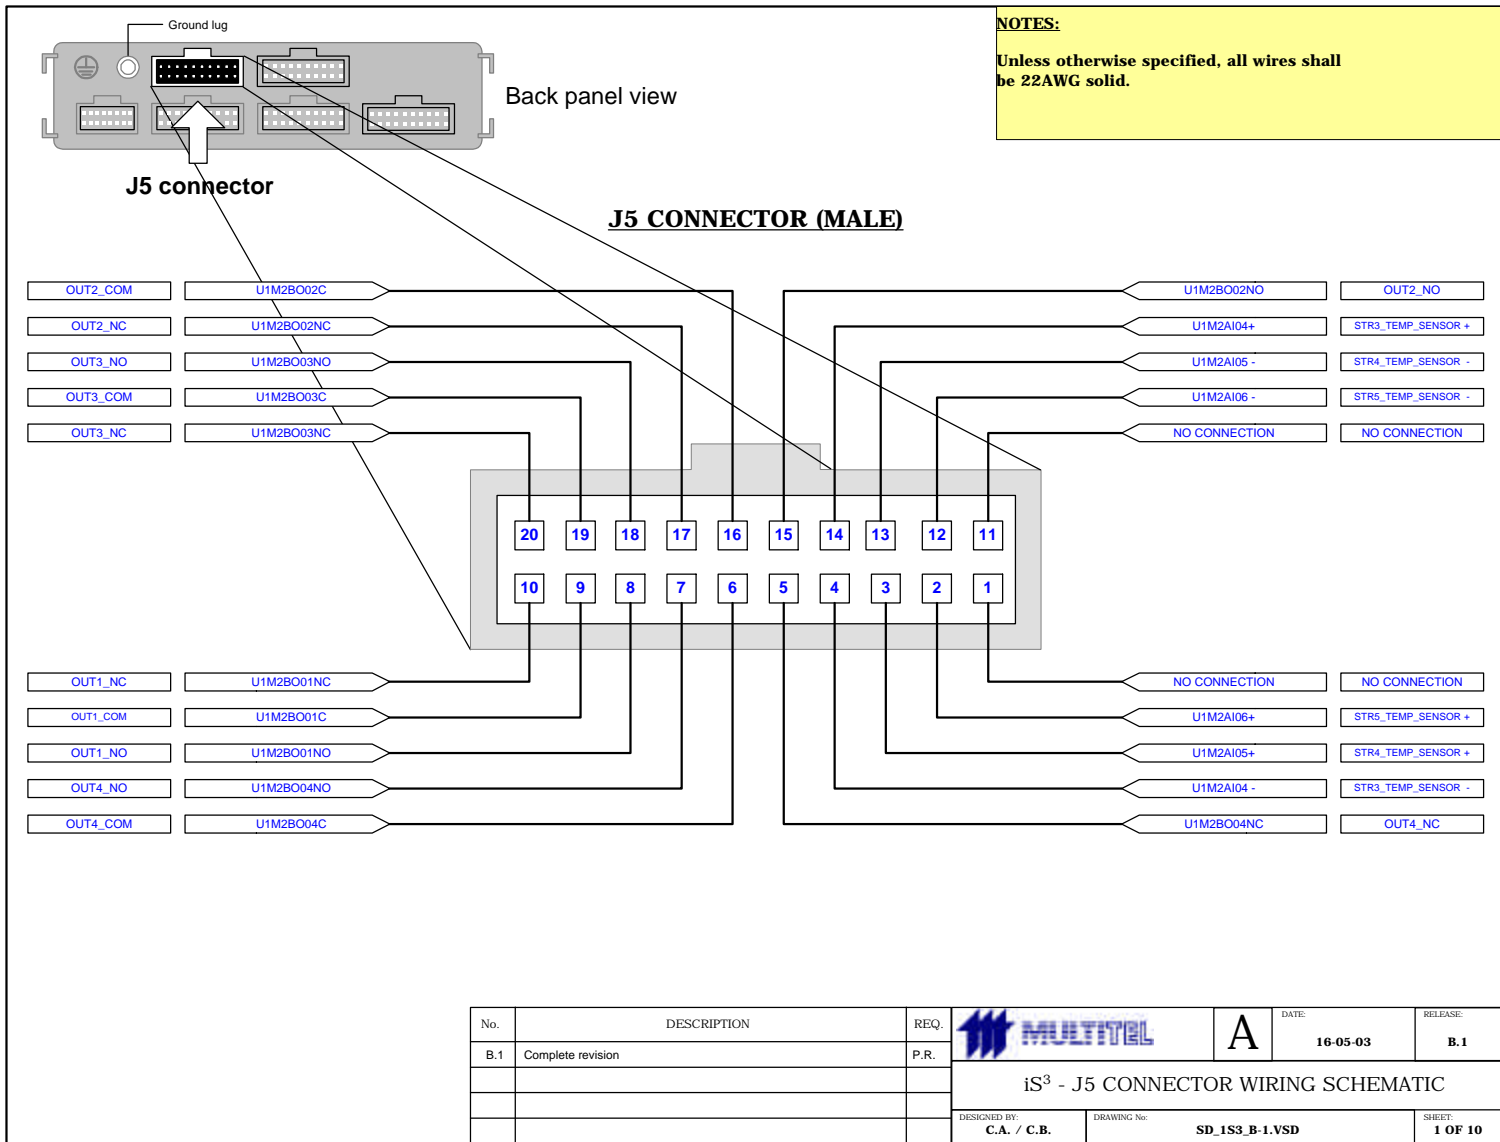 Ground lug
Back panel view
J5 connector
NOTES:
Unless otherwise specified, all wires shall
be 22AWG solid.
J5 CONNECTOR (MALE)
OUT2_COM U1M2BO02C
OUT2_NC U1M2BO02NC
OUT3_NO U1M2BO03NO
OUT3_COM U1M2BO03C
OUT3_NC U1M2BO03NC
U1M2BO02NO OUT2_NO
U1M2AI04+ STR3_TEMP_SENSOR +
U1M2AI05 - STR4_TEMP_SENSOR -
U1M2AI06 - STR5_TEMP_SENSOR -
NO CONNECTION NO CONNECTION
20 19 18 17 16 15 14 13 12 11
10 9 8 7 6 5 4 3 2 1
OUT1_NC U1M2BO01NC
OUT1_COM U1M2BO01C
OUT1_NO U1M2BO01NO
OUT4_NO U1M2BO04NO
OUT4_COM U1M2BO04C
NO CONNECTION NO CONNECTION
U1M2AI06+ STR5_TEMP_SENSOR +
U1M2AI05+ STR4_TEMP_SENSOR +
U1M2AI04 - STR3_TEMP_SENSOR -
U1M2BO04NC OUT4_NC
No. DESCRIPTION REQ.
B.1 Complete revision P.R.
MULTITEL
A
DATE:
16-05-03
RELEASE:
B.1
iS³ - J5 CONNECTOR WIRING SCHEMATIC
DESIGNED BY:
C.A. / C.B.
DRAWING No:
SD_1S3_B-1.VSD
SHEET:
1 OF 10